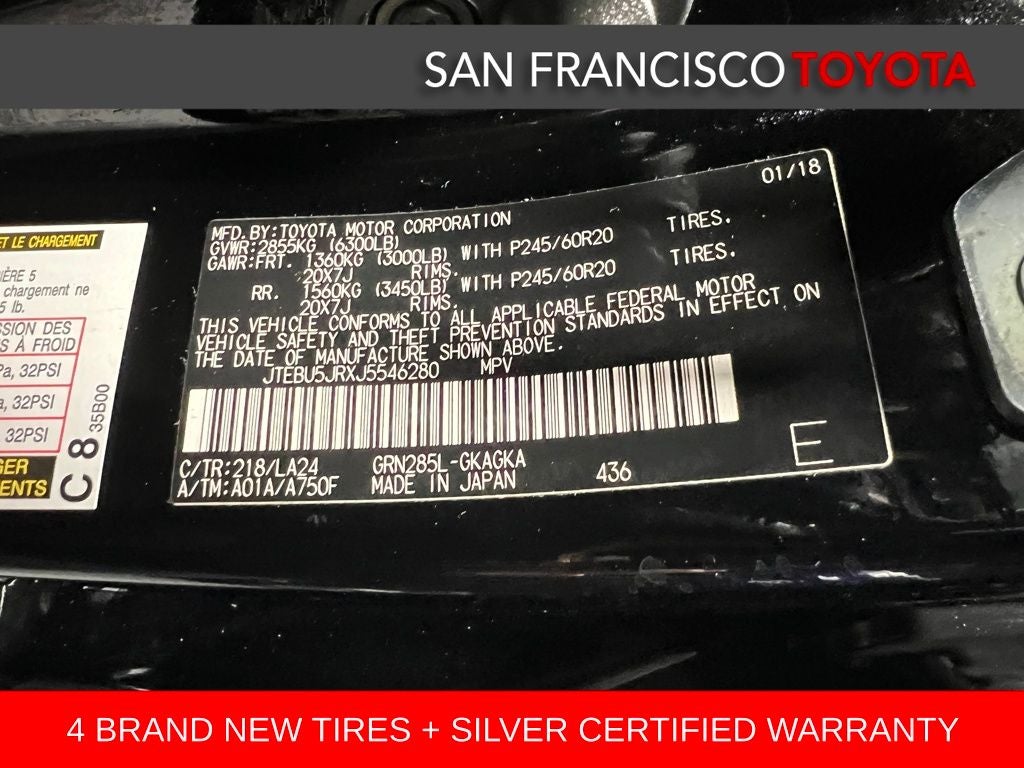 SAN FRANCISCO TOYOTA
01/18
MFD.BY:TOYOTA MOTOR CORPORATION
GVWR:2855KG (6300LB)
GAWR:FRT. 1360KG (3000LB) WITH P245/60R20 TIRES.
20X7J RIMS.
RR. 1560KG (3450LB) WITH P245/60R20 TIRES.
20X7J RIMS.
THIS VEHICLE CONFORMS TO ALL APPLICABLE FEDERAL MOTOR
VEHICLE SAFETY AND THEFT PREVENTION STANDARDS IN EFFECT ON
THE DATE OF MANUFACTURE SHOWN ABOVE.
JTEBU5JRXJ5546280 MPV
C/TR:218/LA24 GRN285L-GKAGKA
A/TM:A01A/A750F MADE IN JAPAN 436
E
ET LE CHARGEMENT
5
chargement ne
lb.
DES
À FROID
32PSI
32PSI
32PSI
C 8 35B00
4 BRAND NEW TIRES + SILVER CERTIFIED WARRANTY